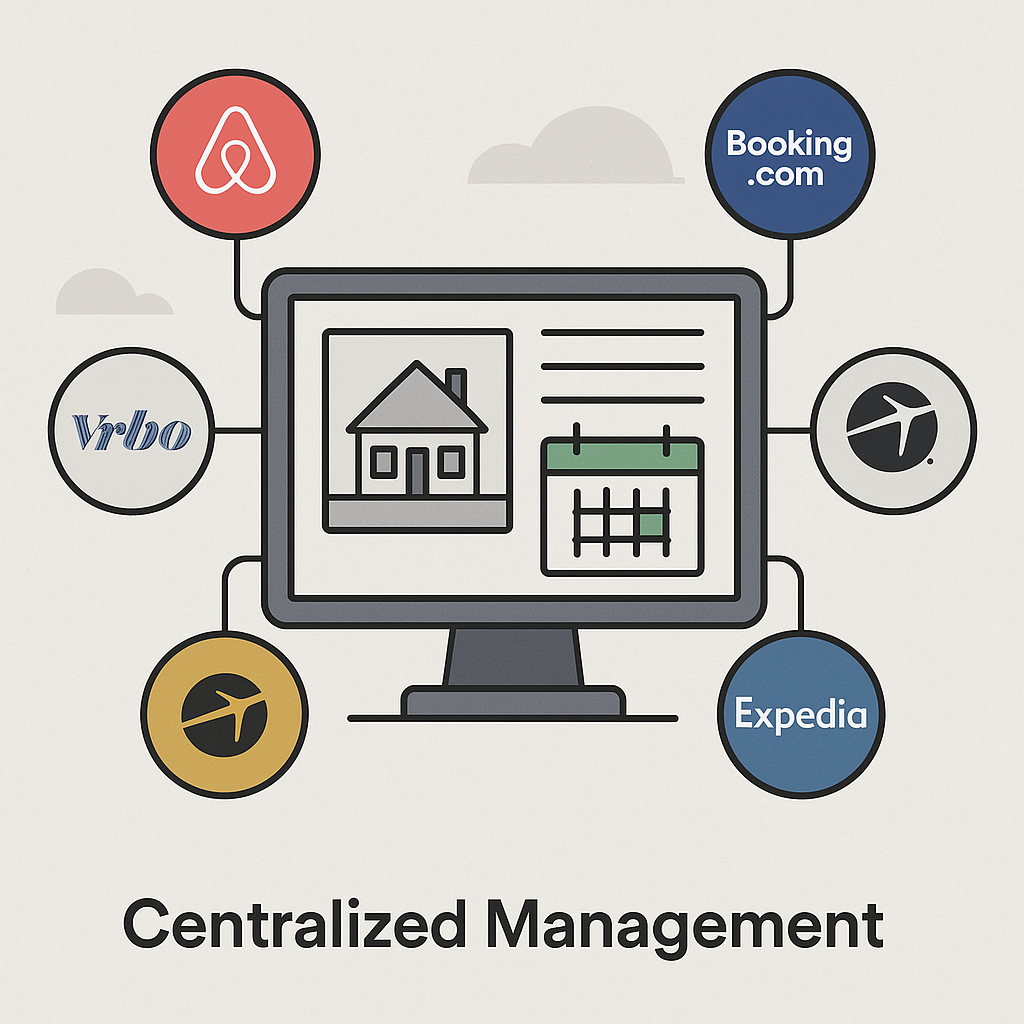 Booking
.com
Vrbo
Expedia
Centralized Management